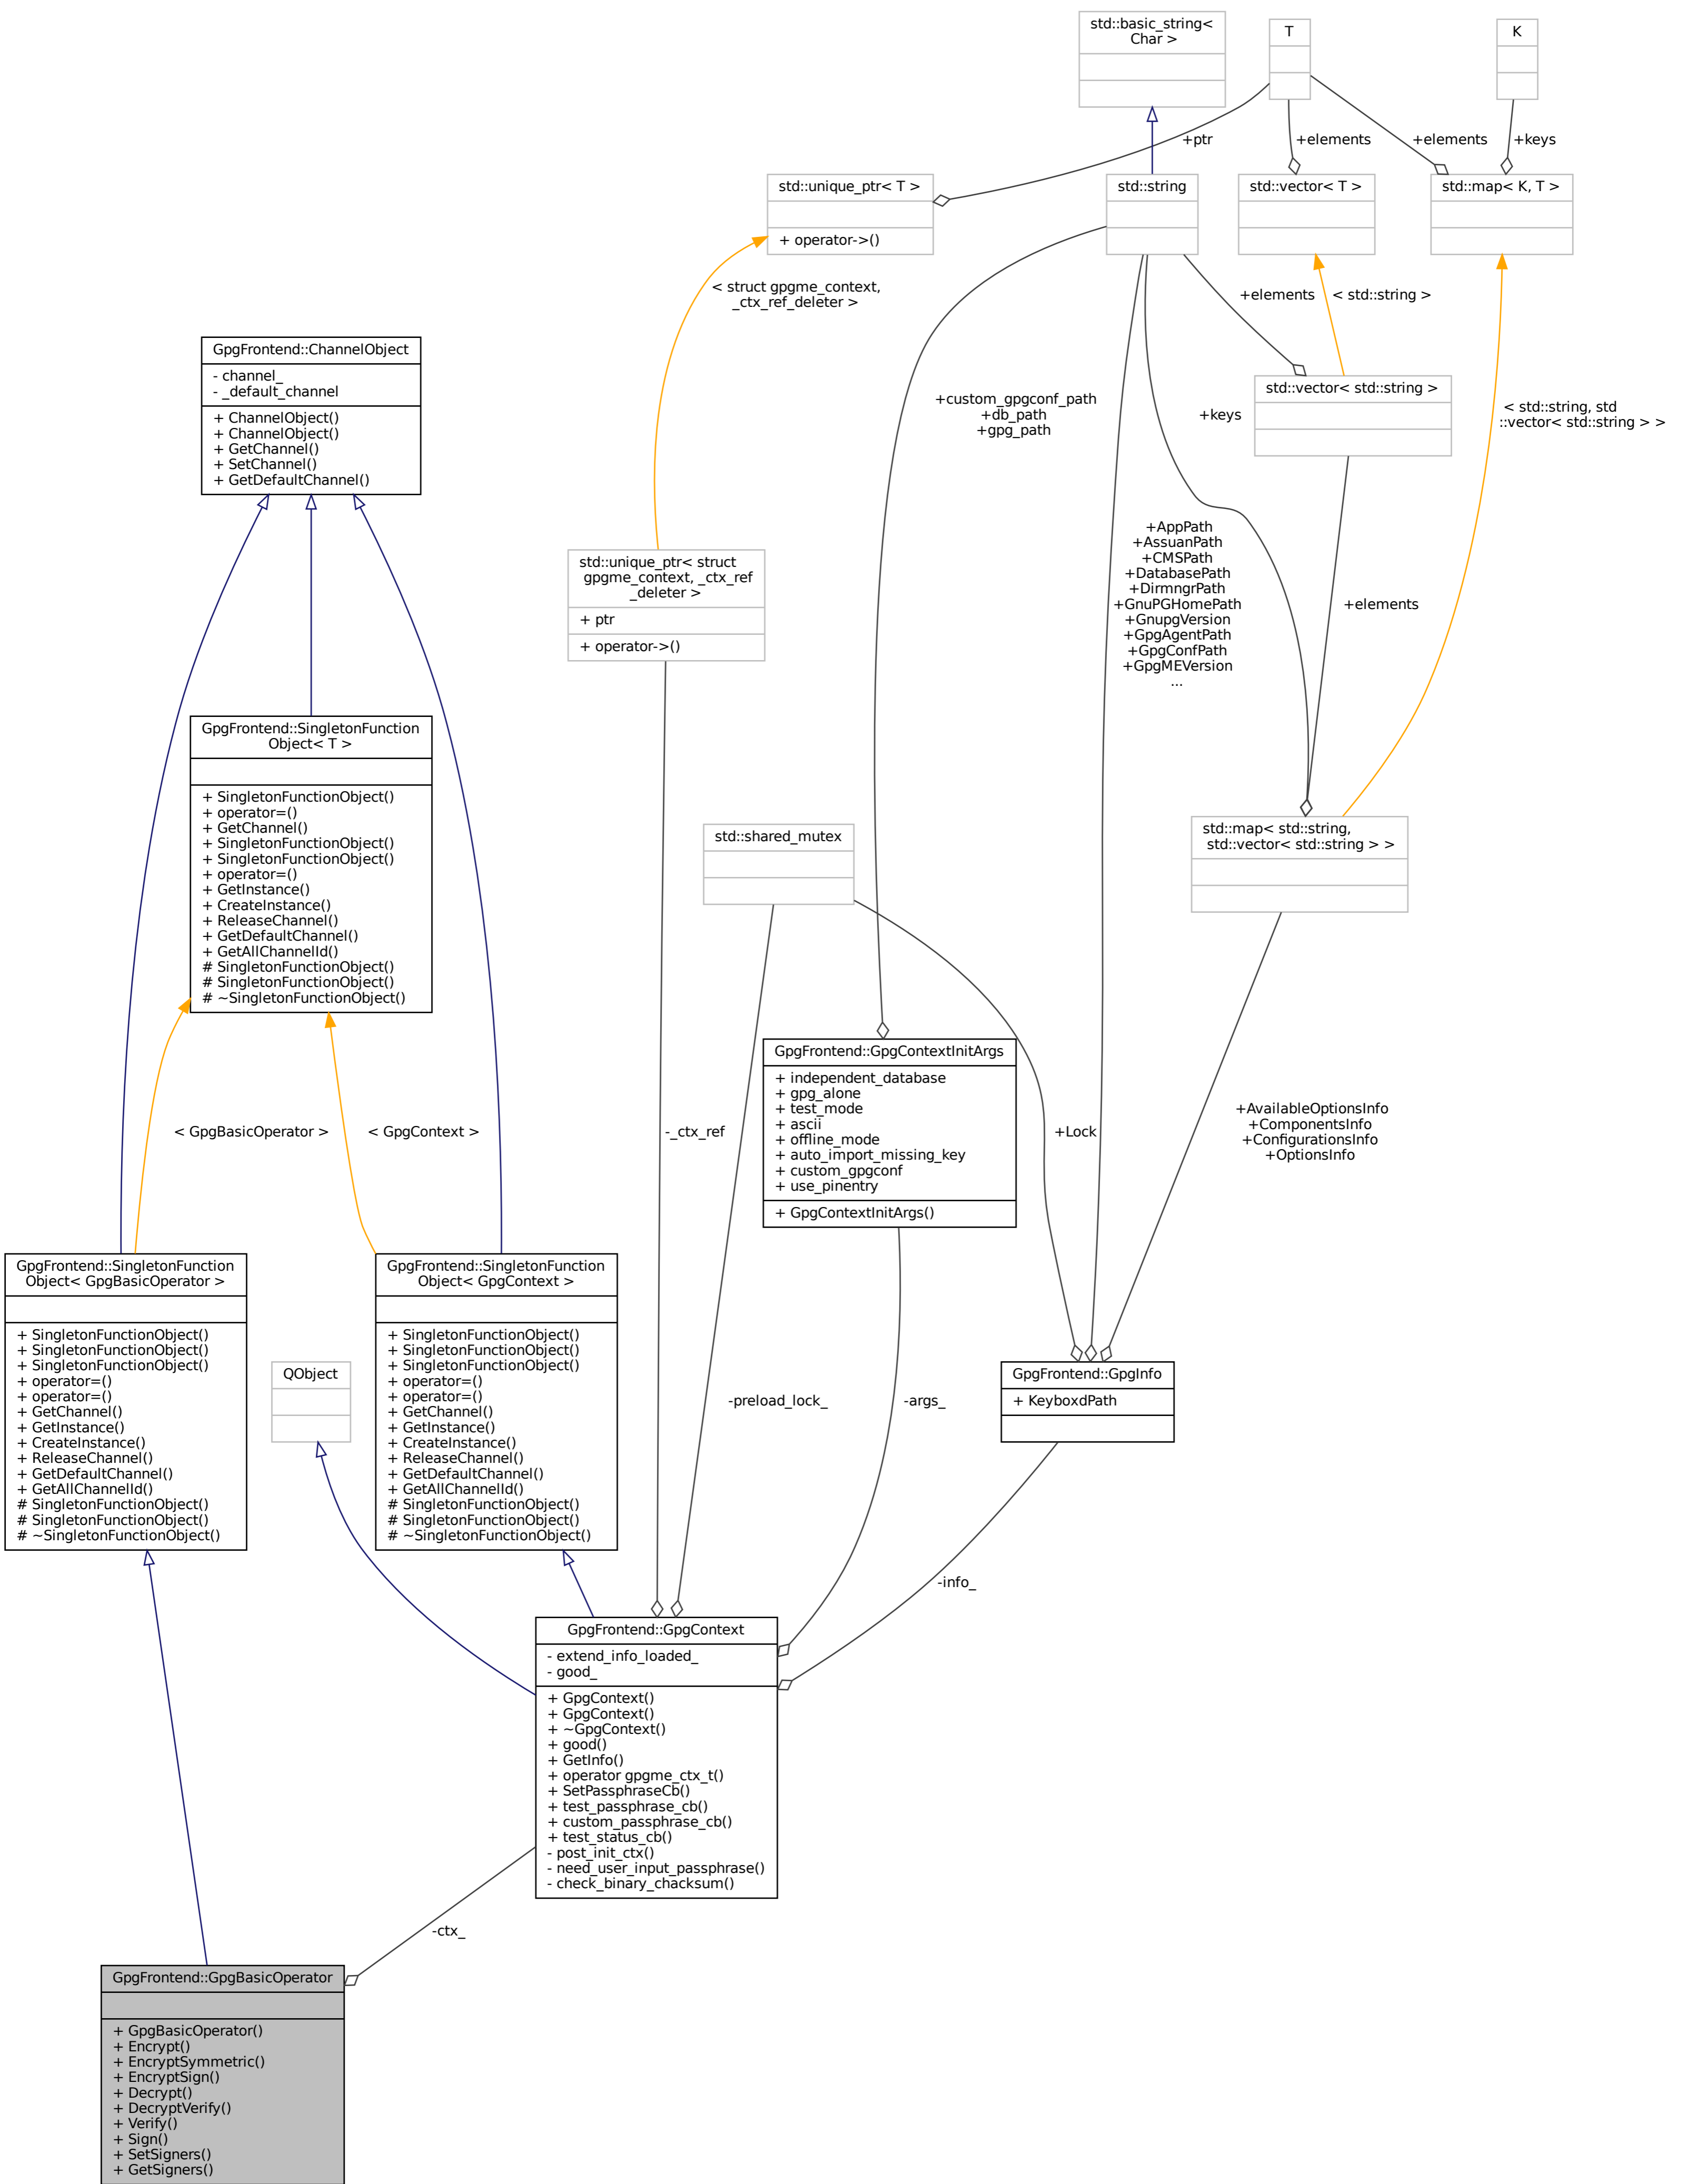 std::basic_string<
Char >
T
K
+ptr
+elements
+elements
+keys
std::unique_ptr< T >
+ operator->()
std::string
std::vector< T >
std::map< K, T >
< struct gpgme_context,
_ctx_ref_deleter >
+elements
< std::string >
GpgFrontend::ChannelObject
- channel_
- _default_channel
+ ChannelObject()
+ ChannelObject()
+ GetChannel()
+ SetChannel()
+ GetDefaultChannel()
+custom_gpgconf_path
+db_path
+gpg_path
+keys
std::vector< std::string >
< std::string, std
::vector< std::string > >
std::unique_ptr< struct
gpgme_context, _ctx_ref
_deleter >
+ ptr
+ operator->()
+AppPath
+AssuanPath
+CMSPath
+DatabasePath
+DirmngrPath
+GnuPGHomePath
+GnupgVersion
+GpgAgentPath
+GpgConfPath
+GpgMEVersion
...
+elements
GpgFrontend::SingletonFunction
Object< T >
+ SingletonFunctionObject()
+ operator=()
+ GetChannel()
+ SingletonFunctionObject()
+ SingletonFunctionObject()
+ operator=()
+ GetInstance()
+ CreateInstance()
+ ReleaseChannel()
+ GetDefaultChannel()
+ GetAllChannelId()
# SingletonFunctionObject()
# SingletonFunctionObject()
# ~SingletonFunctionObject()
std::shared_mutex
std::map< std::string,
std::vector< std::string > >
< GpgBasicOperator >
< GpgContext >
-_ctx_ref
GpgFrontend::GpgContextInitArgs
+ independent_database
+ gpg_alone
+ test_mode
+ ascii
+ offline_mode
+ auto_import_missing_key
+ custom_gpgconf
+ use_pinentry
+ GpgContextInitArgs()
+Lock
+AvailableOptionsInfo
+ComponentsInfo
+ConfigurationsInfo
+OptionsInfo
GpgFrontend::SingletonFunction
Object< GpgBasicOperator >
+ SingletonFunctionObject()
+ SingletonFunctionObject()
+ SingletonFunctionObject()
+ operator=()
+ operator=()
+ GetChannel()
+ GetInstance()
+ CreateInstance()
+ ReleaseChannel()
+ GetDefaultChannel()
+ GetAllChannelId()
# SingletonFunctionObject()
# SingletonFunctionObject()
# ~SingletonFunctionObject()
QObject
GpgFrontend::SingletonFunction
Object< GpgContext >
+ SingletonFunctionObject()
+ SingletonFunctionObject()
+ SingletonFunctionObject()
+ operator=()
+ operator=()
+ GetChannel()
+ GetInstance()
+ CreateInstance()
+ ReleaseChannel()
+ GetDefaultChannel()
+ GetAllChannelId()
# SingletonFunctionObject()
# SingletonFunctionObject()
# ~SingletonFunctionObject()
-preload_lock_
-args_
GpgFrontend::GpgInfo
+ KeyboxdPath
-info_
GpgFrontend::GpgContext
- extend_info_loaded_
- good_
+ GpgContext()
+ GpgContext()
+ ~GpgContext()
+ good()
+ GetInfo()
+ operator gpgme_ctx_t()
+ SetPassphraseCb()
+ test_passphrase_cb()
+ custom_passphrase_cb()
+ test_status_cb()
- post_init_ctx()
- need_user_input_passphrase()
- check_binary_chacksum()
-ctx_
GpgFrontend::GpgBasicOperator
+ GpgBasicOperator()
+ Encrypt()
+ EncryptSymmetric()
+ EncryptSign()
+ Decrypt()
+ DecryptVerify()
+ Verify()
+ Sign()
+ SetSigners()
+ GetSigners()